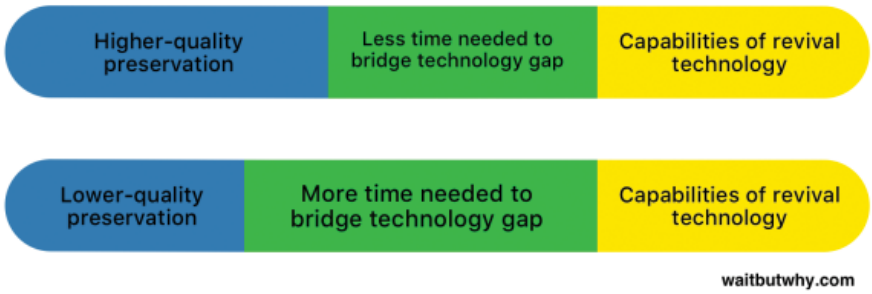 Higher-quality
preservation
Less time needed to
bridge technology gap
Capabilities of revival
technology
Lower-quality
preservation
More time needed to
bridge technology gap
Capabilities of revival
technology
waitbutwhy.com